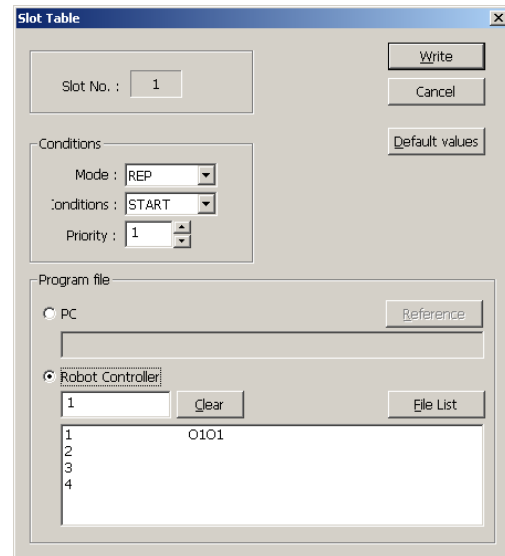 Slot Table
Write
Slot No. : 1
Cancel
Conditions
Default values
Mode : REP
:onditions : START
Priority : 1
Program file
PC
Reference
Robot Controller
1 Clear File List
1 O1O1
2
3
4